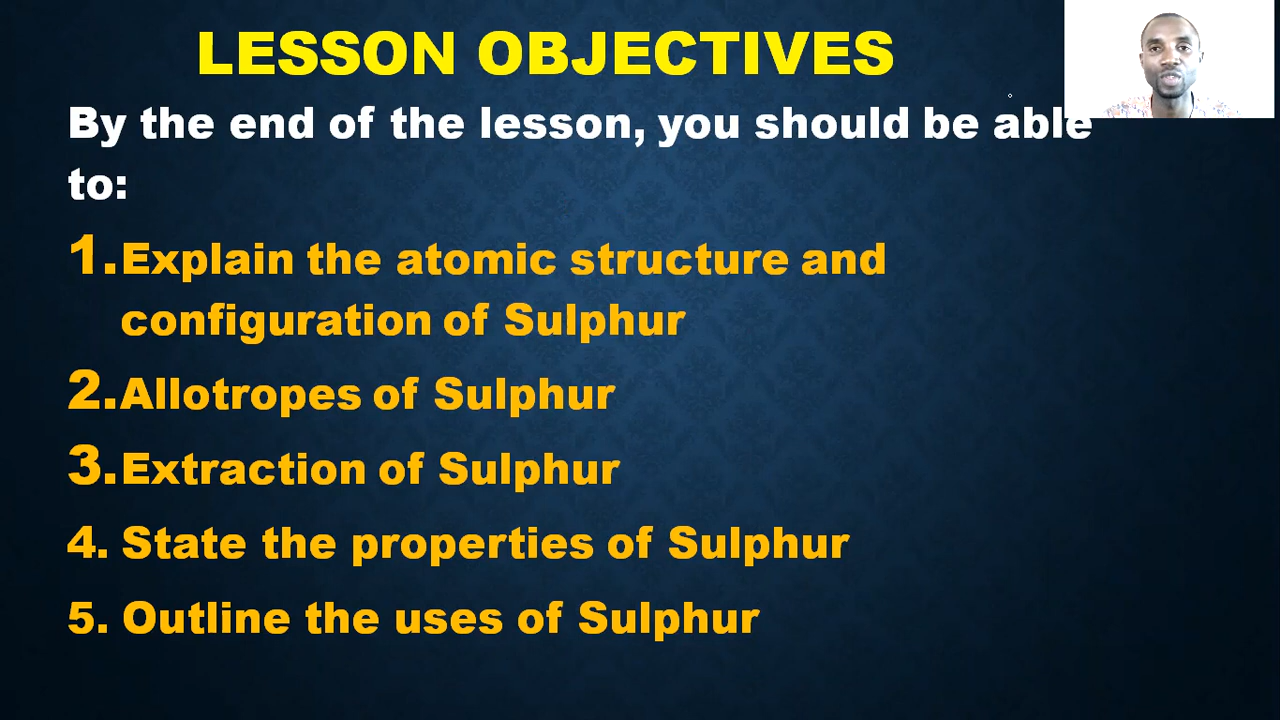 LESSON OBJECTIVES
By the end of the lesson, you should be able
to:
1.Explain the atomic structure and
configuration of Sulphur
2.Allotropes of Sulphur
3.Extraction of Sulphur
4. State the properties of Sulphur
5. Outline the uses of Sulphur